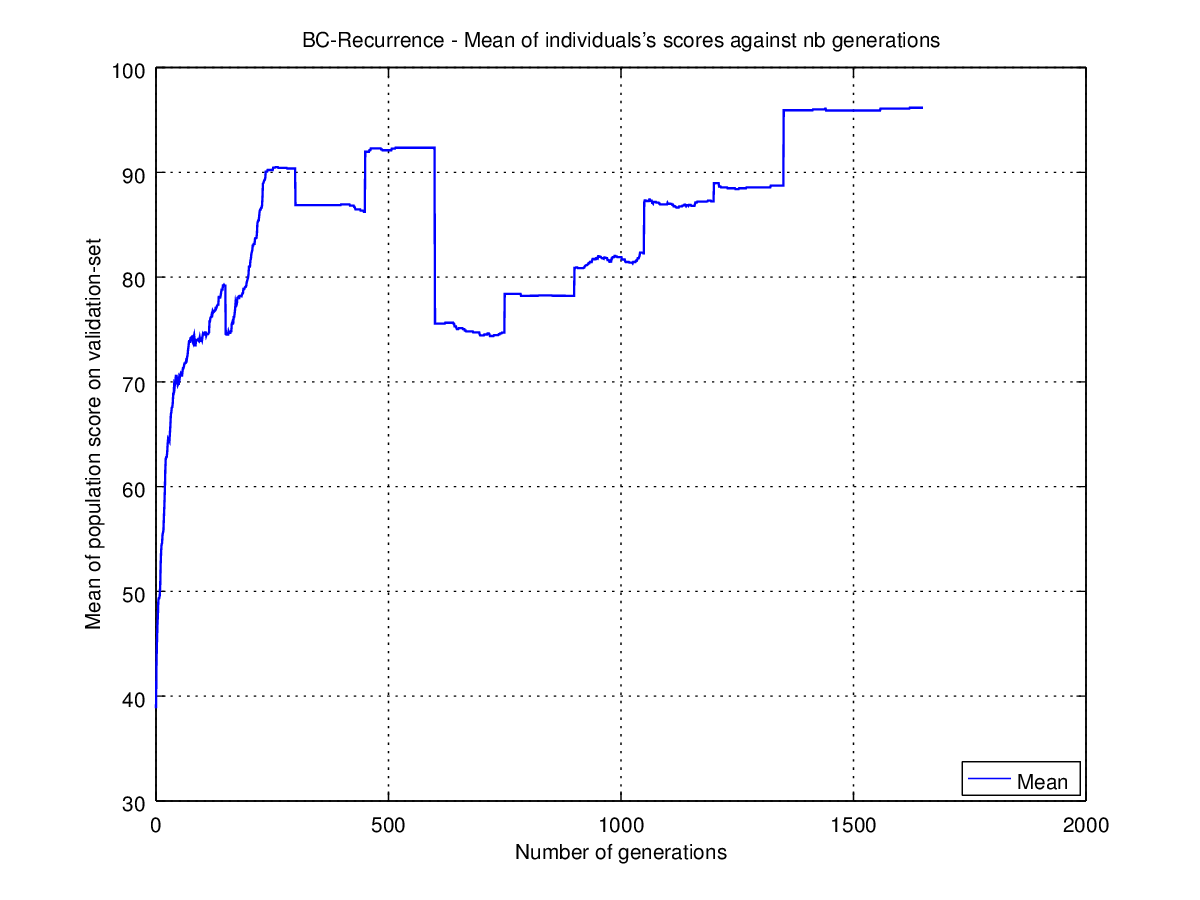 BC-Recurrence - Mean of individuals's scores against nb generations
100
90
80
70
60
50
40
30
Mean of population score on validation-set
Mean
0 500 1000 1500 2000
Number of generations